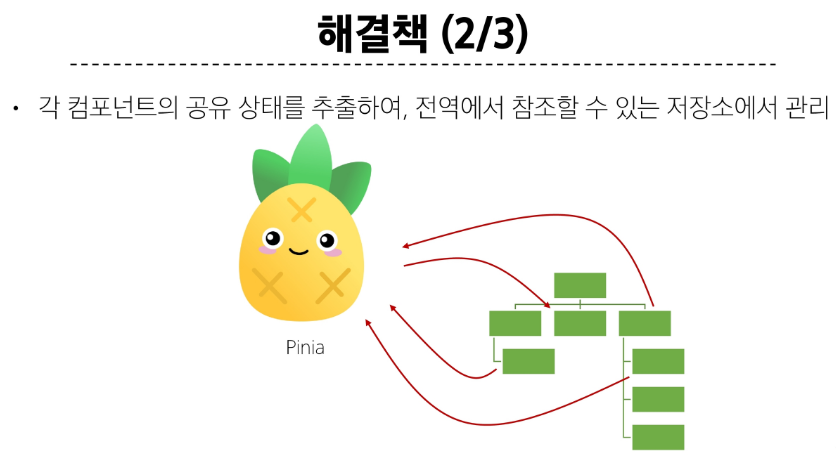 해결책 (2/3)
• 각 컴포넌트의 공유 상태를 추출하여, 전역에서 참조할 수 있는 저장소에서 관리
Pinia